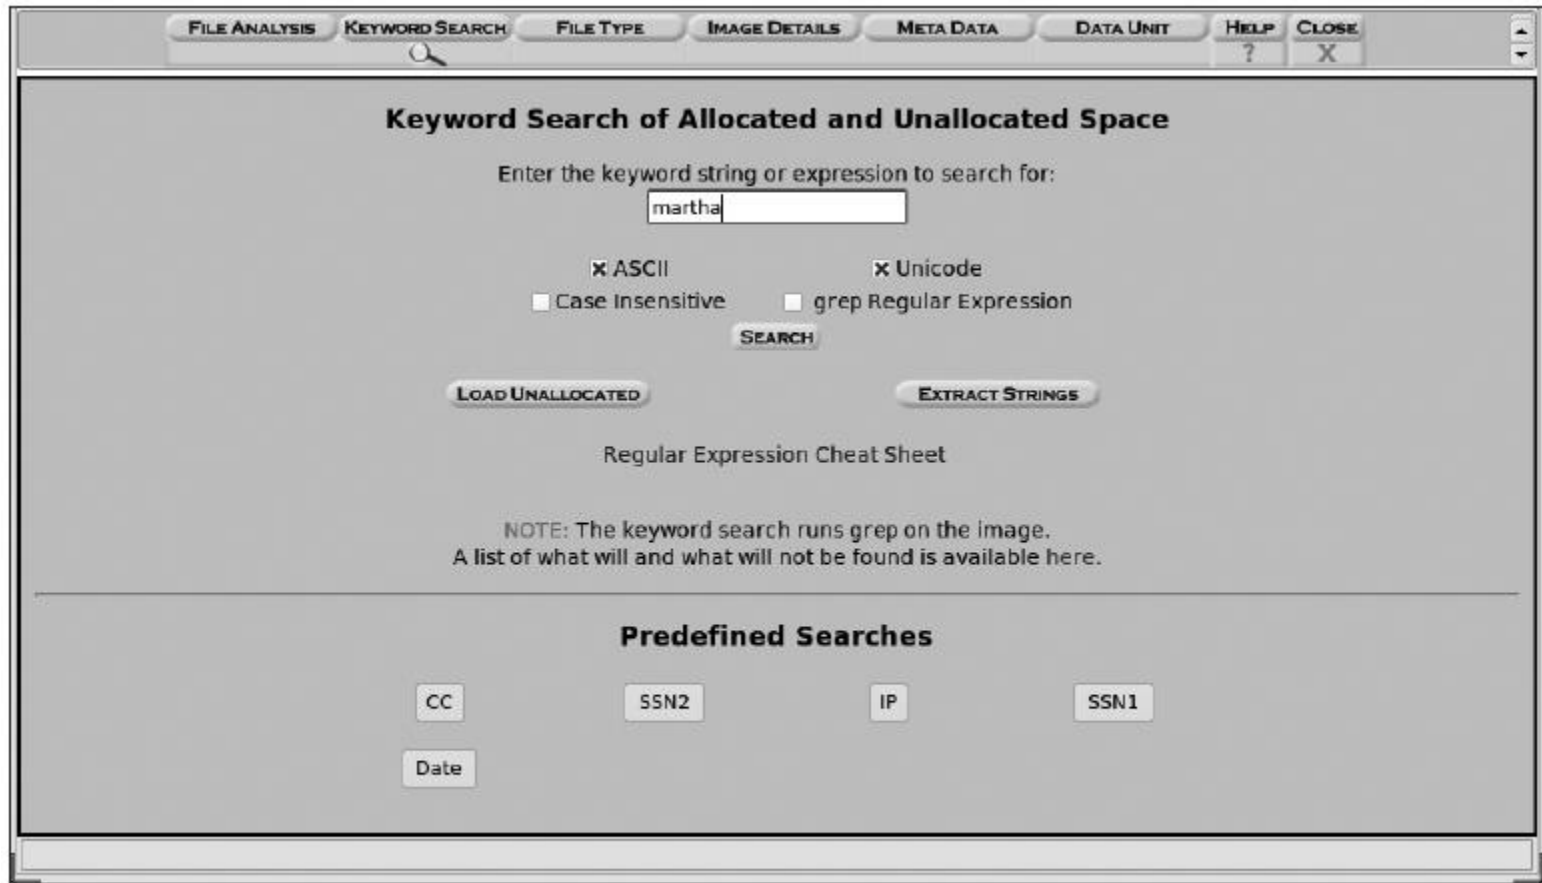 FILE ANALYSIS KEYWORD SEARCH FILE TYPE IMAGE DETAILS META DATA DATA UNIT HELP CLOSE
? X
Keyword Search of Allocated and Unallocated Space
Enter the keyword string or expression to search for:
martha
ASCII Unicode
Case Insensitive grep Regular Expression
SEARCH
LOAD UNALLOCATED EXTRACT STRINGS
Regular Expression Cheat Sheet
NOTE: The keyword search runs grep on the image.
A list of what will and what will not be found is available here.
Predefined Searches
CC SSN2 IP SSN1
Date